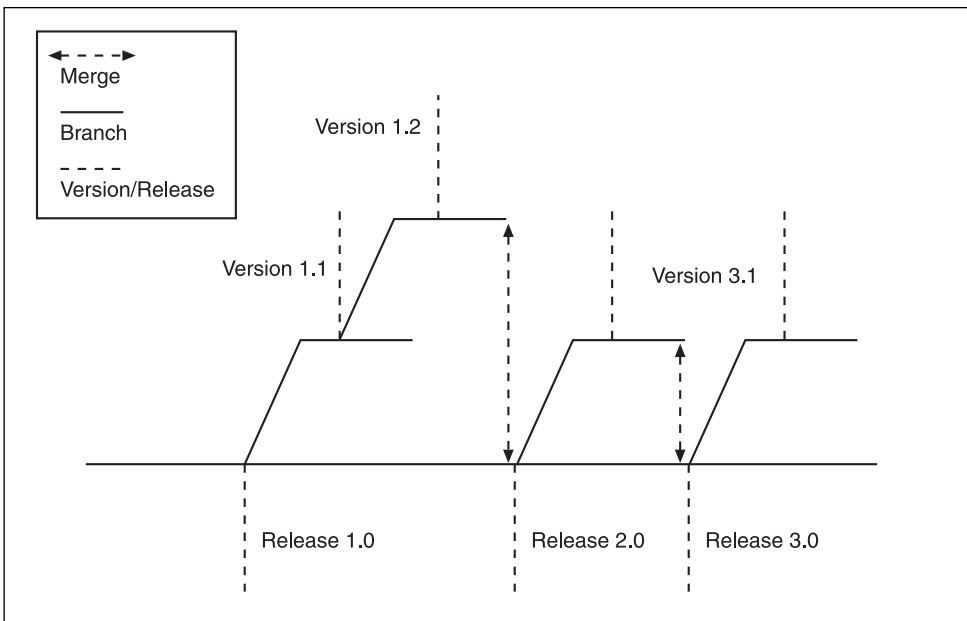 Merge
Branch
Version/Release
Version 1.2
Version 1.1
Version 3.1
Release 1.0
Release 2.0
Release 3.0